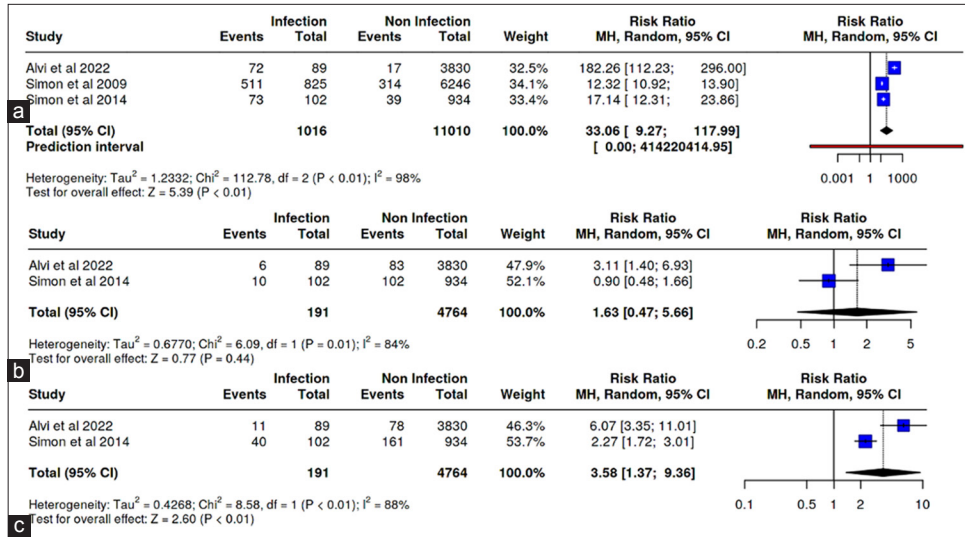 Infection Non Infection Risk Ratio Risk Ratio
Study Events Total Events Total Weight MH, Random, 95% CI MH, Random, 95% CI
Alvi et al 2022 72 89 17 3830 32.5% 182.26 [112.23; 296.00]
Simon et al 2009 511 825 314 6246 34.1% 12.32 [ 10.92; 13.90]
Simon et al 2014 73 102 39 934 33.4% 17.14 [ 12.31; 23.86]
a
Total (95% CI) 1016 11010 100.0% 33.06 [ 9.27; 117.99]
Prediction interval [ 0.00; 414220414.95]
Heterogeneity: Tau² = 1.2332; Chi² = 112.78, df = 2 (P < 0.01); I² = 98% 0.001 1 1000
Test for overall effect: Z = 5.39 (P < 0.01)
Infection Non Infection Risk Ratio Risk Ratio
Study Events Total Events Total Weight MH, Random, 95% CI MH, Random, 95% CI
Alvi et al 2022 6 89 83 3830 47.9% 3.11 [1.40; 6.93]
Simon et al 2014 10 102 102 934 52.1% 0.90 [0.48; 1.66]
Total (95% CI) 191 4764 100.0% 1.63 [0.47; 5.66]
0.2 0.5 1 2 5
Heterogeneity: Tau² = 0.6770; Chi² = 6.09, df = 1 (P = 0.01); I² = 84%
Test for overall effect: Z = 0.77 (P = 0.44)
b
Infection Non Infection Risk Ratio Risk Ratio
Study Events Total Events Total Weight MH, Random, 95% CI MH, Random, 95% CI
Alvi et al 2022 11 89 78 3830 46.3% 6.07 [3.35; 11.01]
Simon et al 2014 40 102 161 934 53.7% 2.27 [1.72; 3.01]
Total (95% CI) 191 4764 100.0% 3.58 [1.37; 9.36]
Heterogeneity: Tau² = 0.4268; Chi² = 8.58, df = 1 (P < 0.01); I² = 88% 0.1 0.5 1 2 10
Test for overall effect: Z = 2.60 (P < 0.01)
c